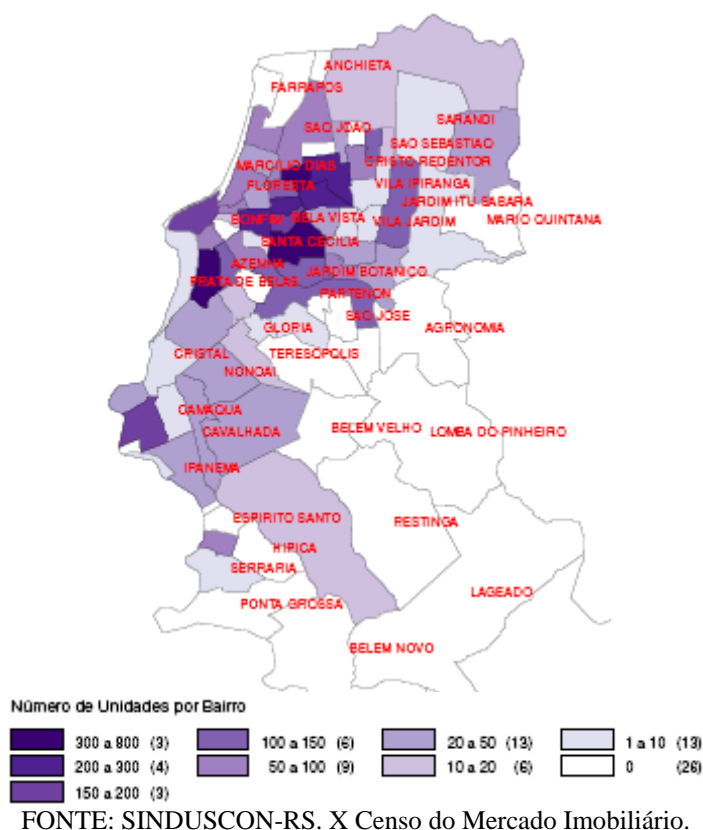 ANCHIETA
FARRAPOS
SAO JOAO
SARANDI
SAO SEBASTIAO
MARCILIO DIAS
CRISTO REDENTOR
FLORESTA
VILA IPIRANGA
JARDIM ITU SABARA
BONFIM
BELA VISTA
VILA JARDIM
MARIO QUINTANA
SANTA CECILIA
AZENHA
JARDIM BOTANICO
PRAIA DE BELAS
PARTENON
SAO JOSE
GLORIA
AGRONOMIA
CRISTAL
TERESOPOLIS
NONOAI
CAMAQUA
CAVALHADA
BELEM VELHO
LOMBA DO PINHEIRO
IPANEMA
ESPIRITO SANTO
RESTINGA
HIPICA
SERRARIA
LAGEADO
PONTA GROSSA
BELEM NOVO
Número de Unidades por Bairro
300 a 800 (3) 100 a 150 (6) 20 a 50 (13) 1 a 10 (13)
200 a 300 (4) 50 a 100 (9) 10 a 20 (6) 0 (26)
150 a 200 (3)
FONTE: SINDUSCON-RS. X Censo do Mercado Imobiliário.